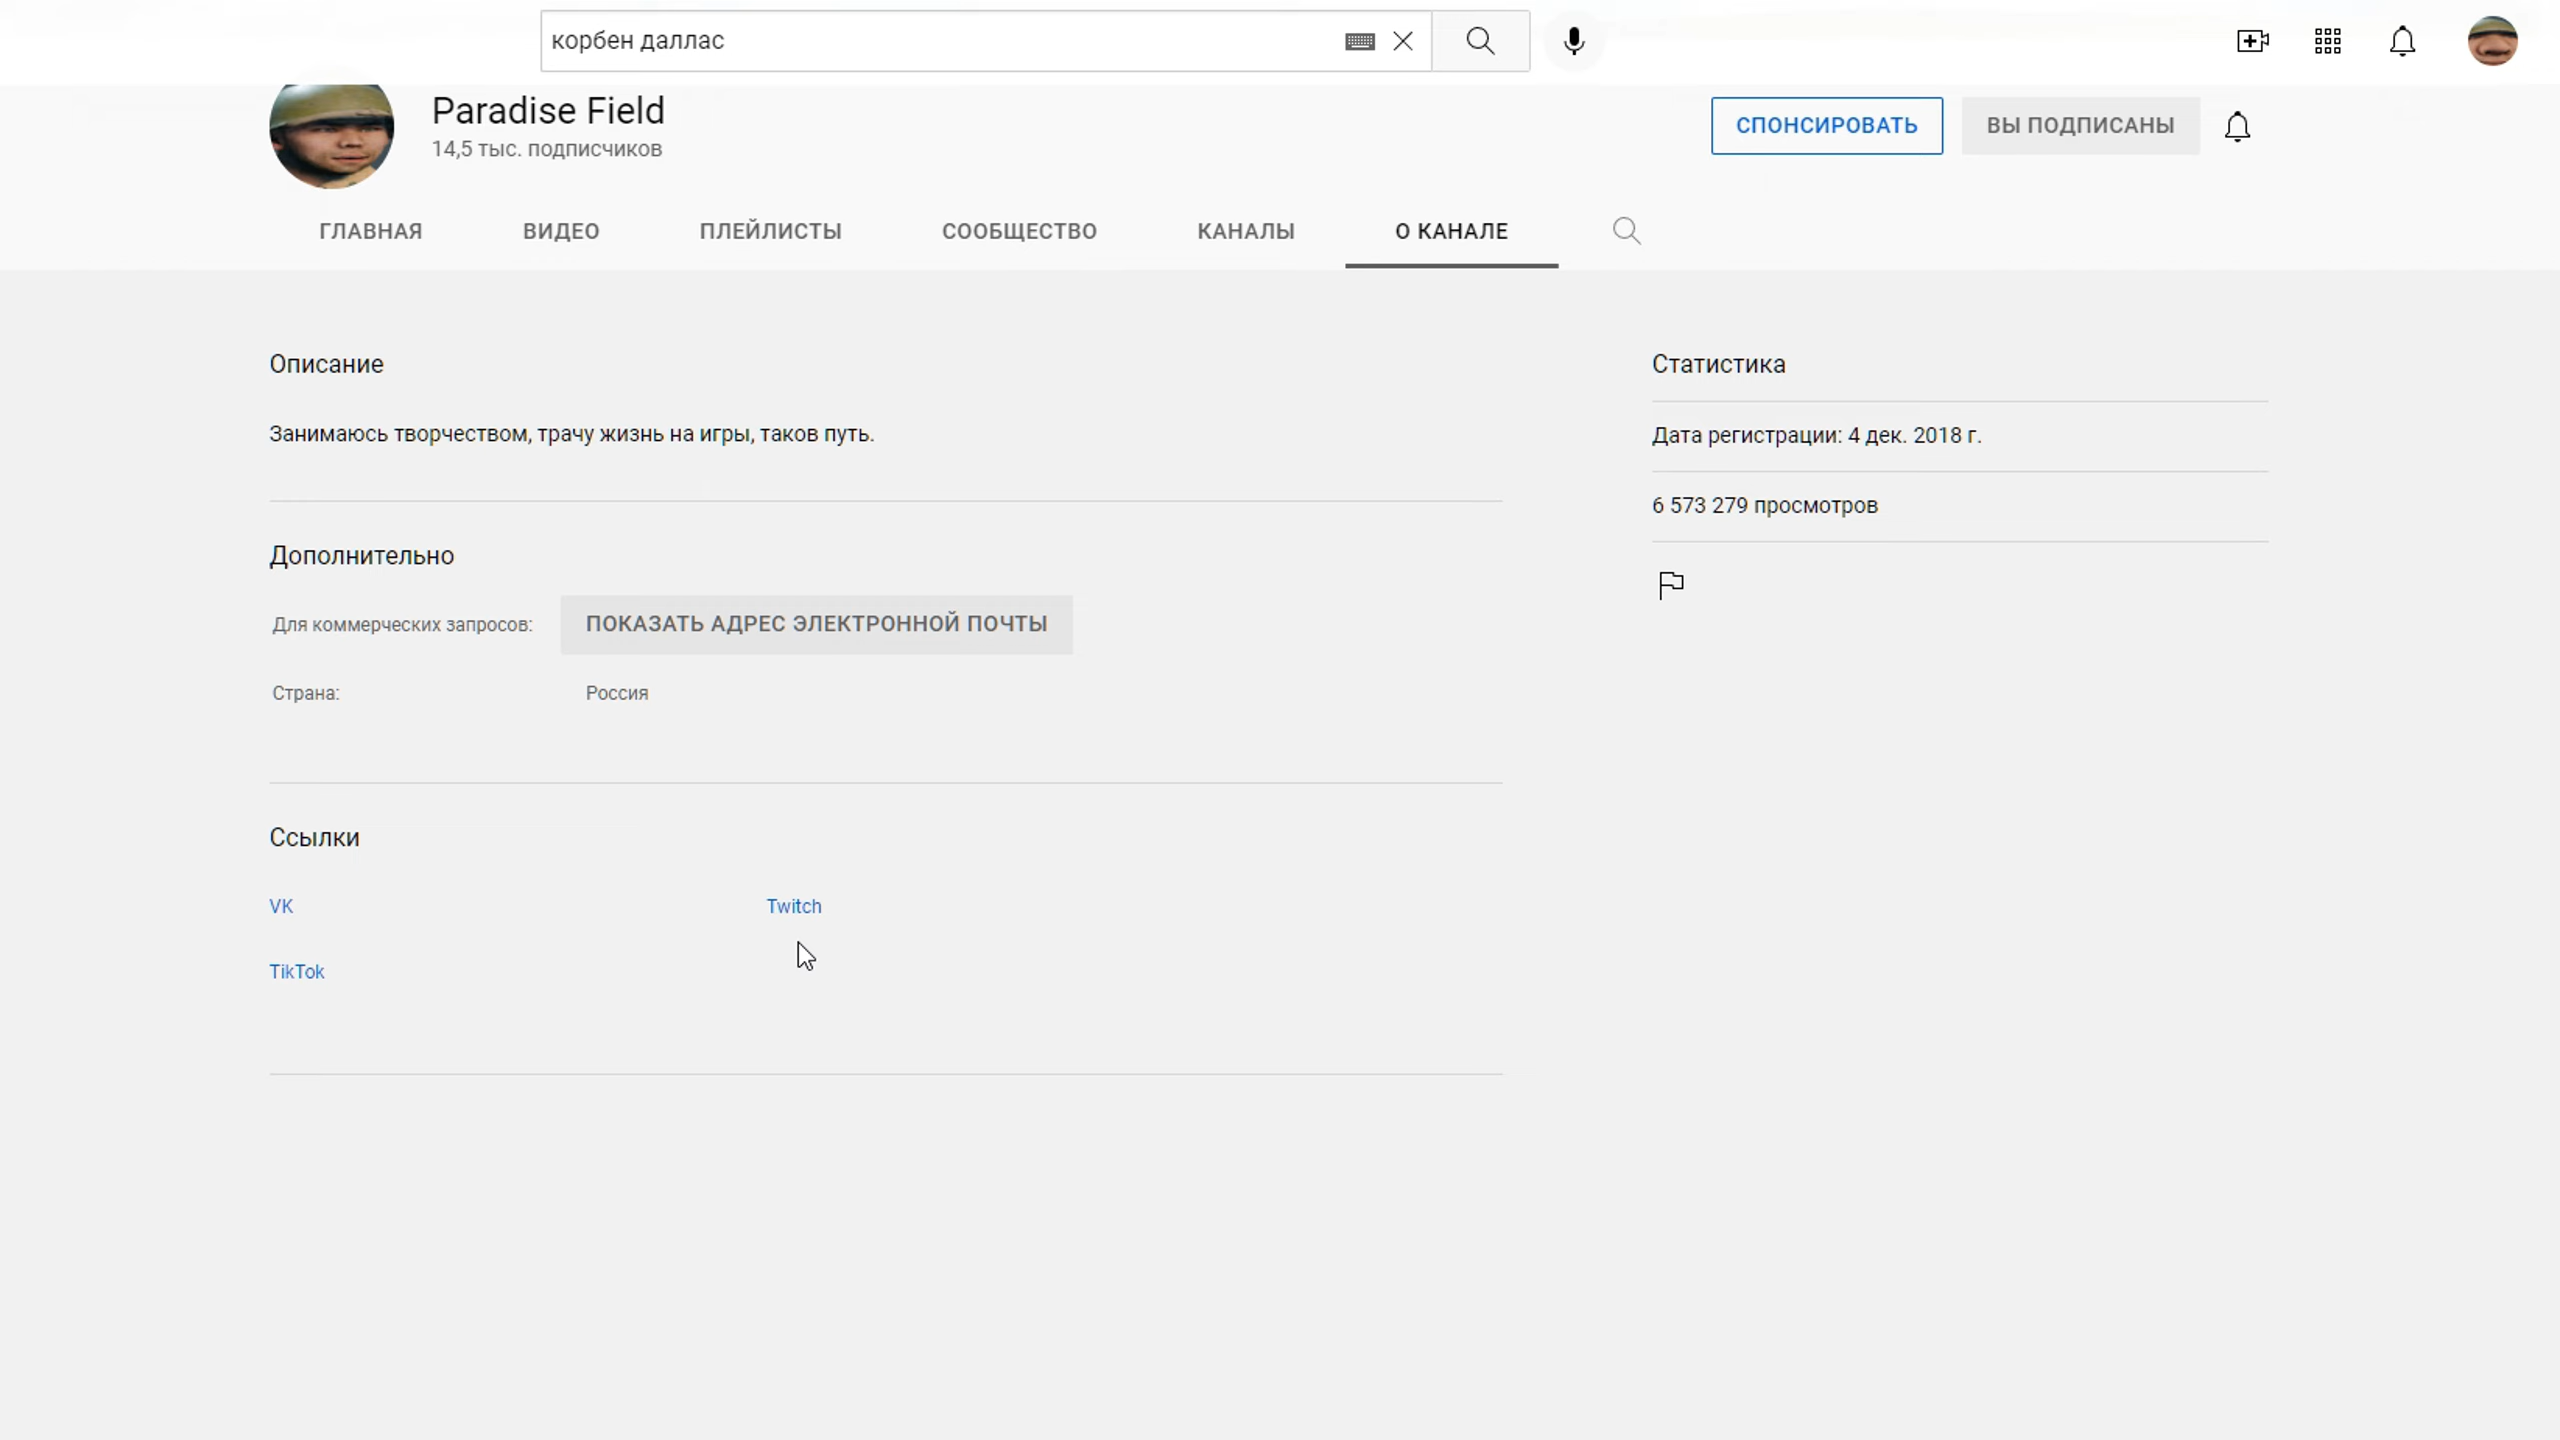 корбен даллас
Paradise Field
14,5 тыс. подписчиков
СПОНСИРОВАТЬ
ВЫ ПОДПИСАНЫ
ГЛАВНАЯ
ВИДЕО
ПЛЕЙЛИСТЫ
СООБЩЕСТВО
КАНАЛЫ
О КАНАЛЕ
Описание
Занимаюсь творчеством, трачу жизнь на игры, таков путь.
Дополнительно
Для коммерческих запросов:
ПОКАЗАТЬ АДРЕС ЭЛЕКТРОННОЙ ПОЧТЫ
Страна:
Россия
Ссылки
VK
Twitch
TikTok
Статистика
Дата регистрации: 4 дек. 2018 г.
6 573 279 просмотров